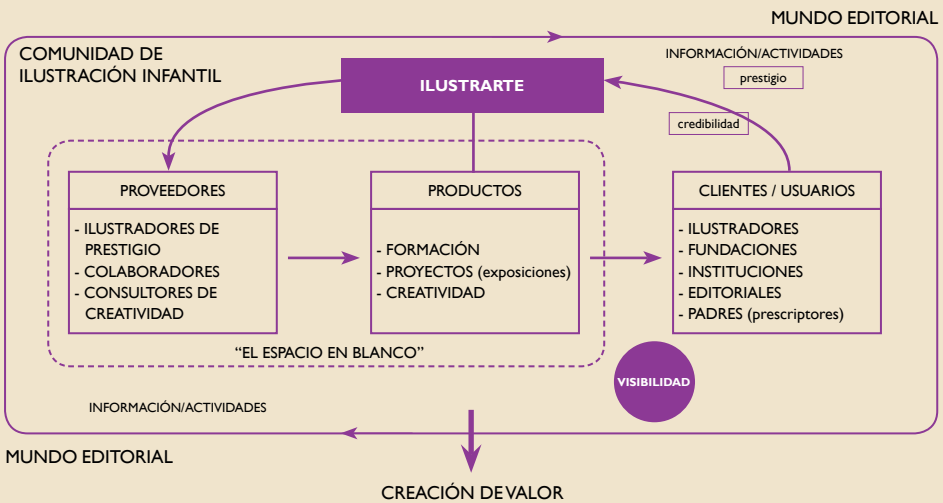 MUNDO EDITORIAL
COMUNIDAD DE
ILUSTRACIÓN INFANTIL
INFORMACIÓN/ACTIVIDADES
prestigio
ILUSTRARTE
credibilidad
PROVEEDORES
- ILUSTRADORES DE
PRESTIGIO
- COLABORADORES
- CONSULTORES DE
CREATIVIDAD
PRODUCTOS
- FORMACIÓN
- PROYECTOS (exposiciones)
- CREATIVIDAD
CLIENTES / USUARIOS
- ILUSTRADORES
- FUNDACIONES
- INSTITUCIONES
- EDITORIALES
- PADRES (prescriptores)
“EL ESPACIO EN BLANCO”
VISIBILIDAD
INFORMACIÓN/ACTIVIDADES
MUNDO EDITORIAL
CREACIÓN DE VALOR